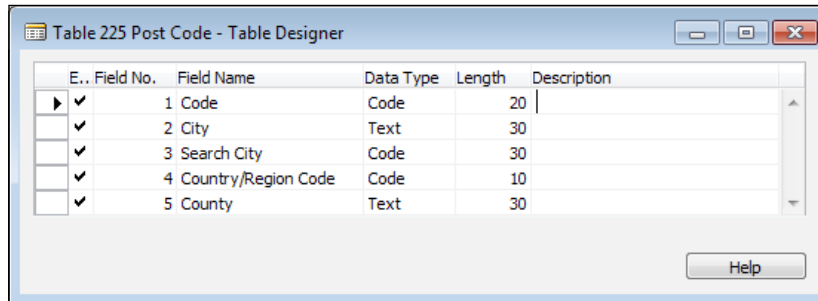 Table 225 Post Code - Table Designer
E.. Field No. Field Name Data Type Length Description
1 Code Code 20
2 City Text 30
3 Search City Code 30
4 Country/Region Code Code 10
5 County Text 30
Help